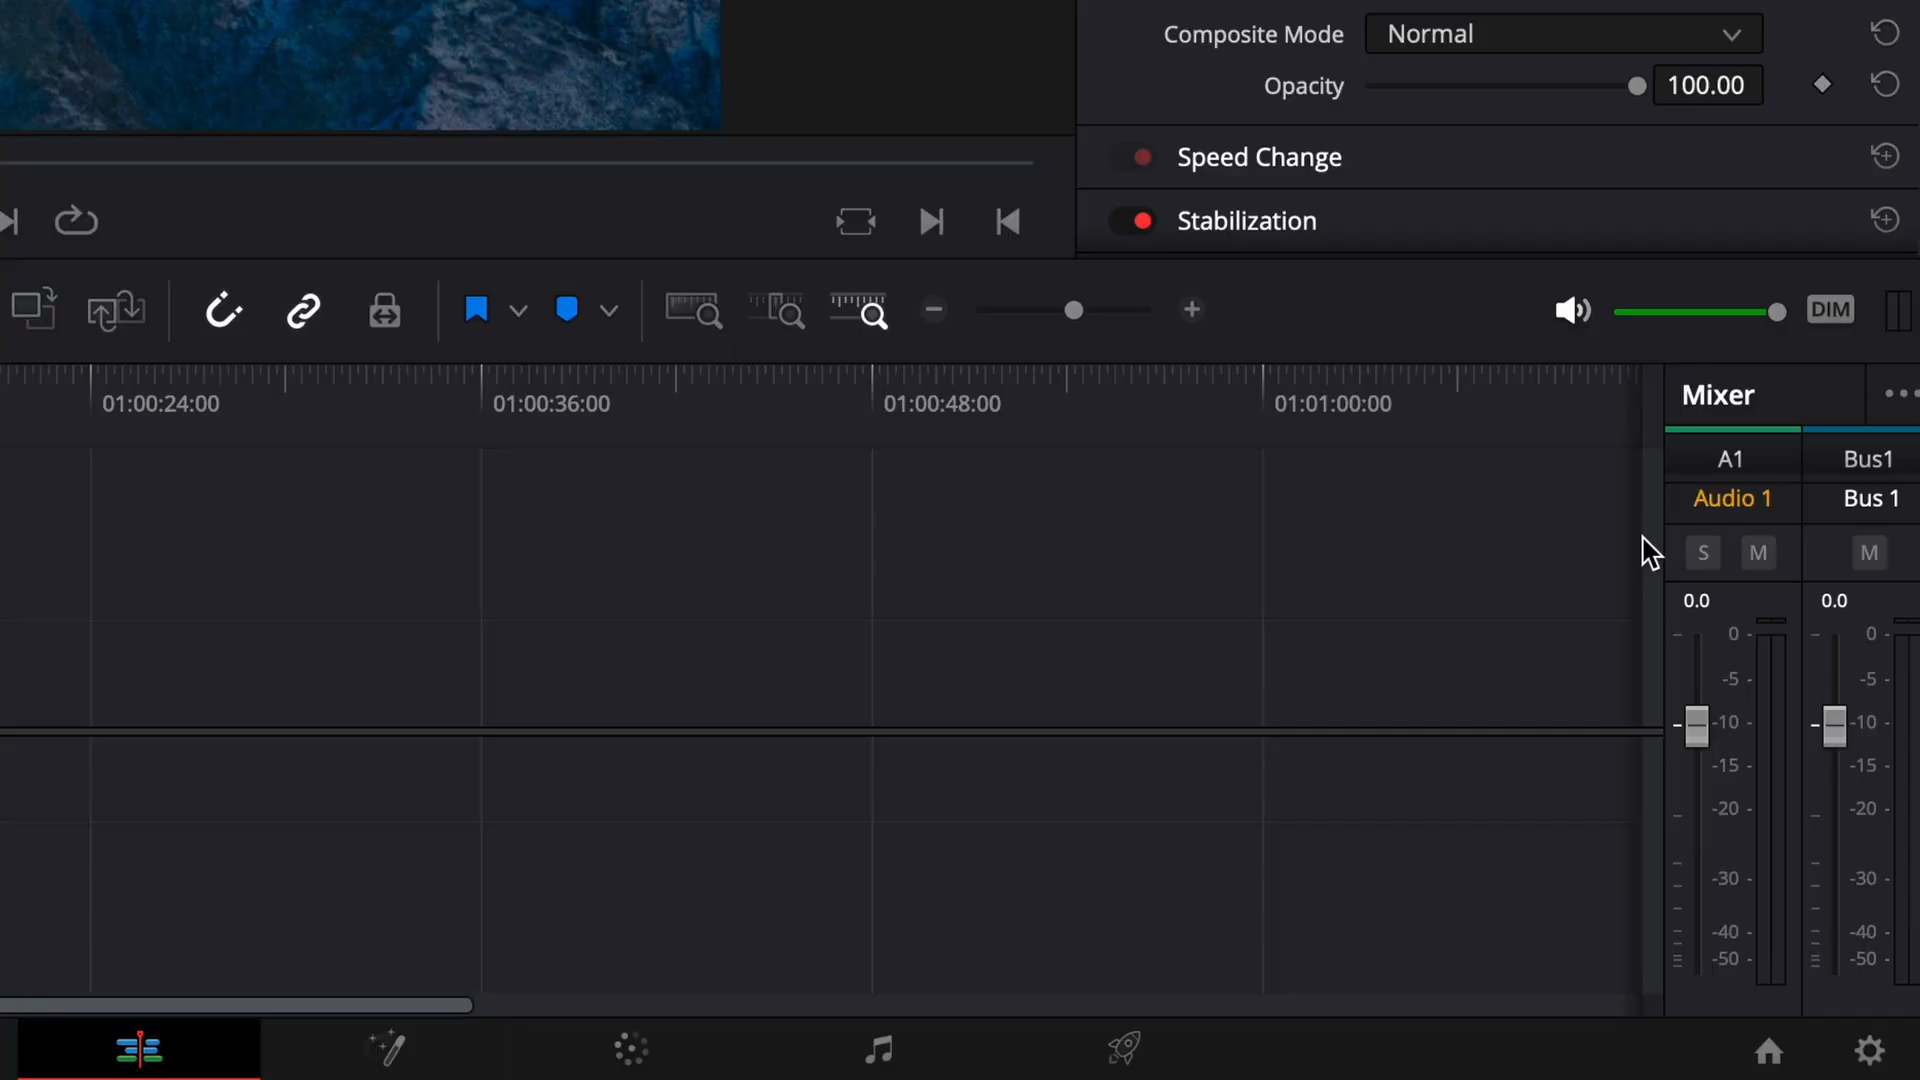 Composite Mode Normal
Opacity 100.00
Speed Change
Stabilization
DIM
01:00:24:00 01:00:36:00 01:00:48:00 01:01:00:00
Mixer
A1 Bus1
Audio 1 Bus 1
S M M
0.0 0.0
0 0
-5 -5
-10 -10
-15 -15
-20 -20
-30 -30
-40 -40
-50 -50